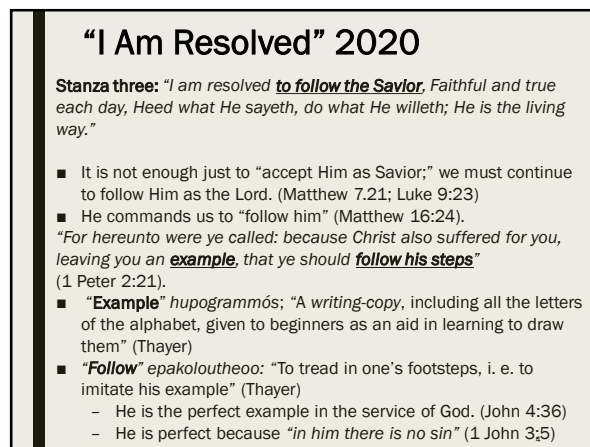 “I Am Resolved” 2020
Stanza three: “I am resolved to follow the Savior, Faithful and true
each day, Heed what He sayeth, do what He willeth; He is the living
way.”
■ It is not enough just to “accept Him as Savior;” we must continue
to follow Him as the Lord. (Matthew 7.21; Luke 9:23)
■ He commands us to “follow him” (Matthew 16:24).
“For hereunto were ye called: because Christ also suffered for you,
leaving you an example, that ye should follow his steps”
(1 Peter 2:21).
■ “Example” hupogrammós; “A writing-copy, including all the letters
of the alphabet, given to beginners as an aid in learning to draw
them” (Thayer)
■ “Follow” epakoloutheoo: “To tread in one’s footsteps, i. e. to
imitate his example” (Thayer)
– He is the perfect example in the service of God. (John 4:36)
– He is perfect because “in him there is no sin” (1 John 3:5)